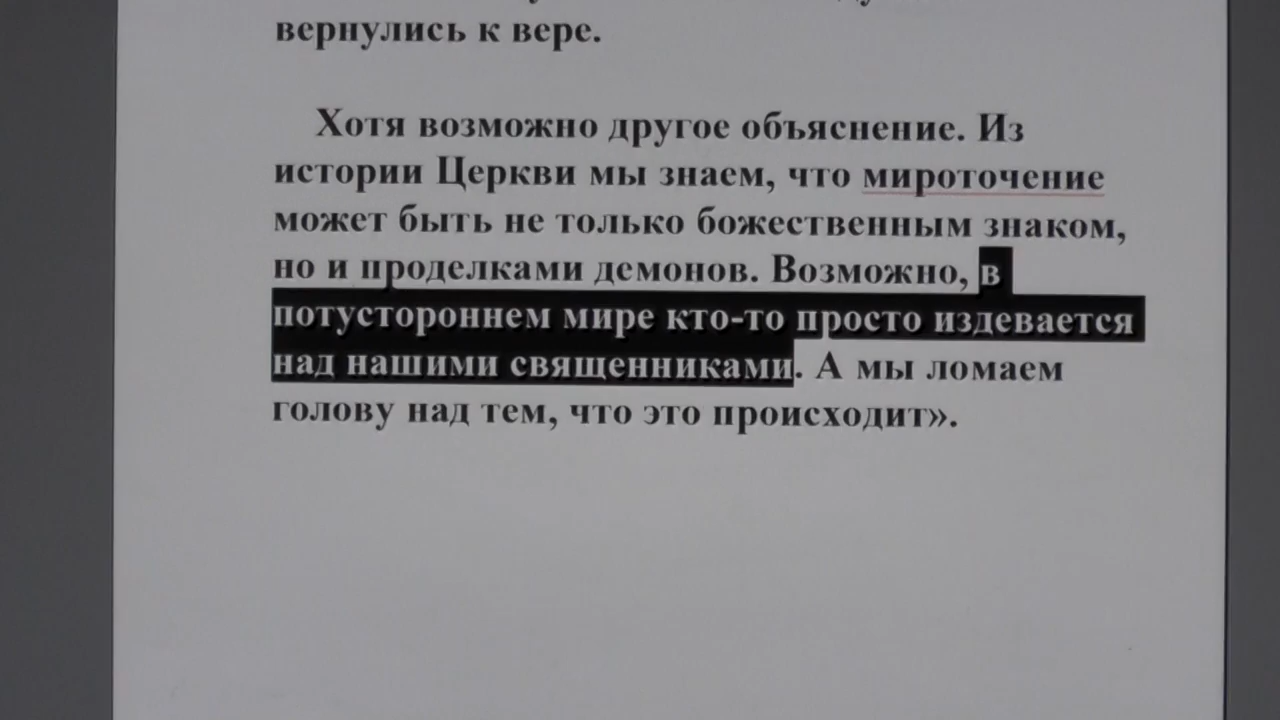 вернулись к вере.
Хотя возможно другое объяснение. Из
истории Церкви мы знаем, что мироточение
может быть не только божественным знаком,
но и проделками демонов. Возможно, в
потустороннем мире кто-то просто издевается
над нашими священниками. А мы ломаем
голову над тем, что это происходит».